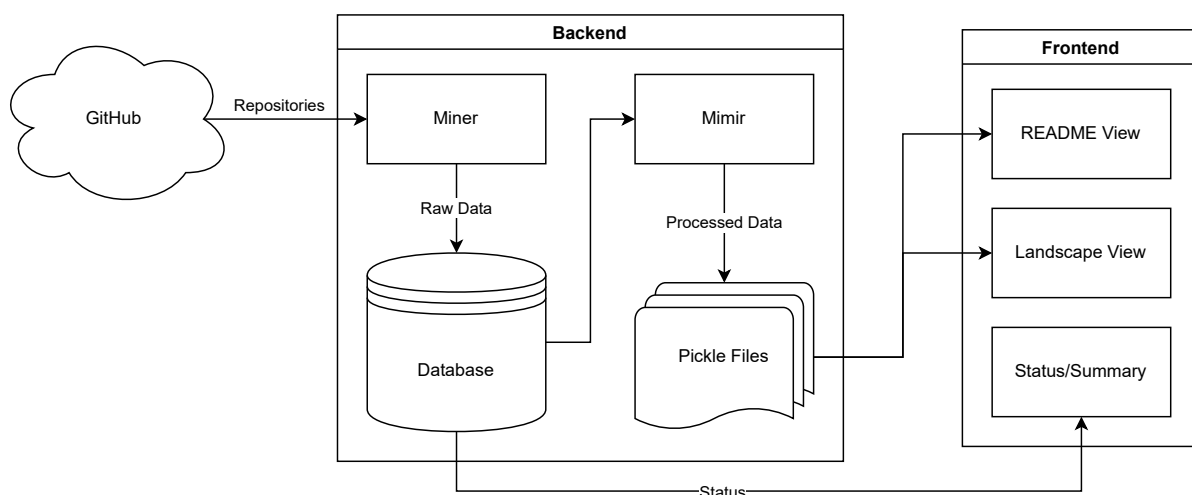 Backend
Frontend
GitHub
Repositories
Miner
Mimir
README View
Raw Data
Processed Data
Landscape View
Database
Pickle Files
Status/Summary
Status